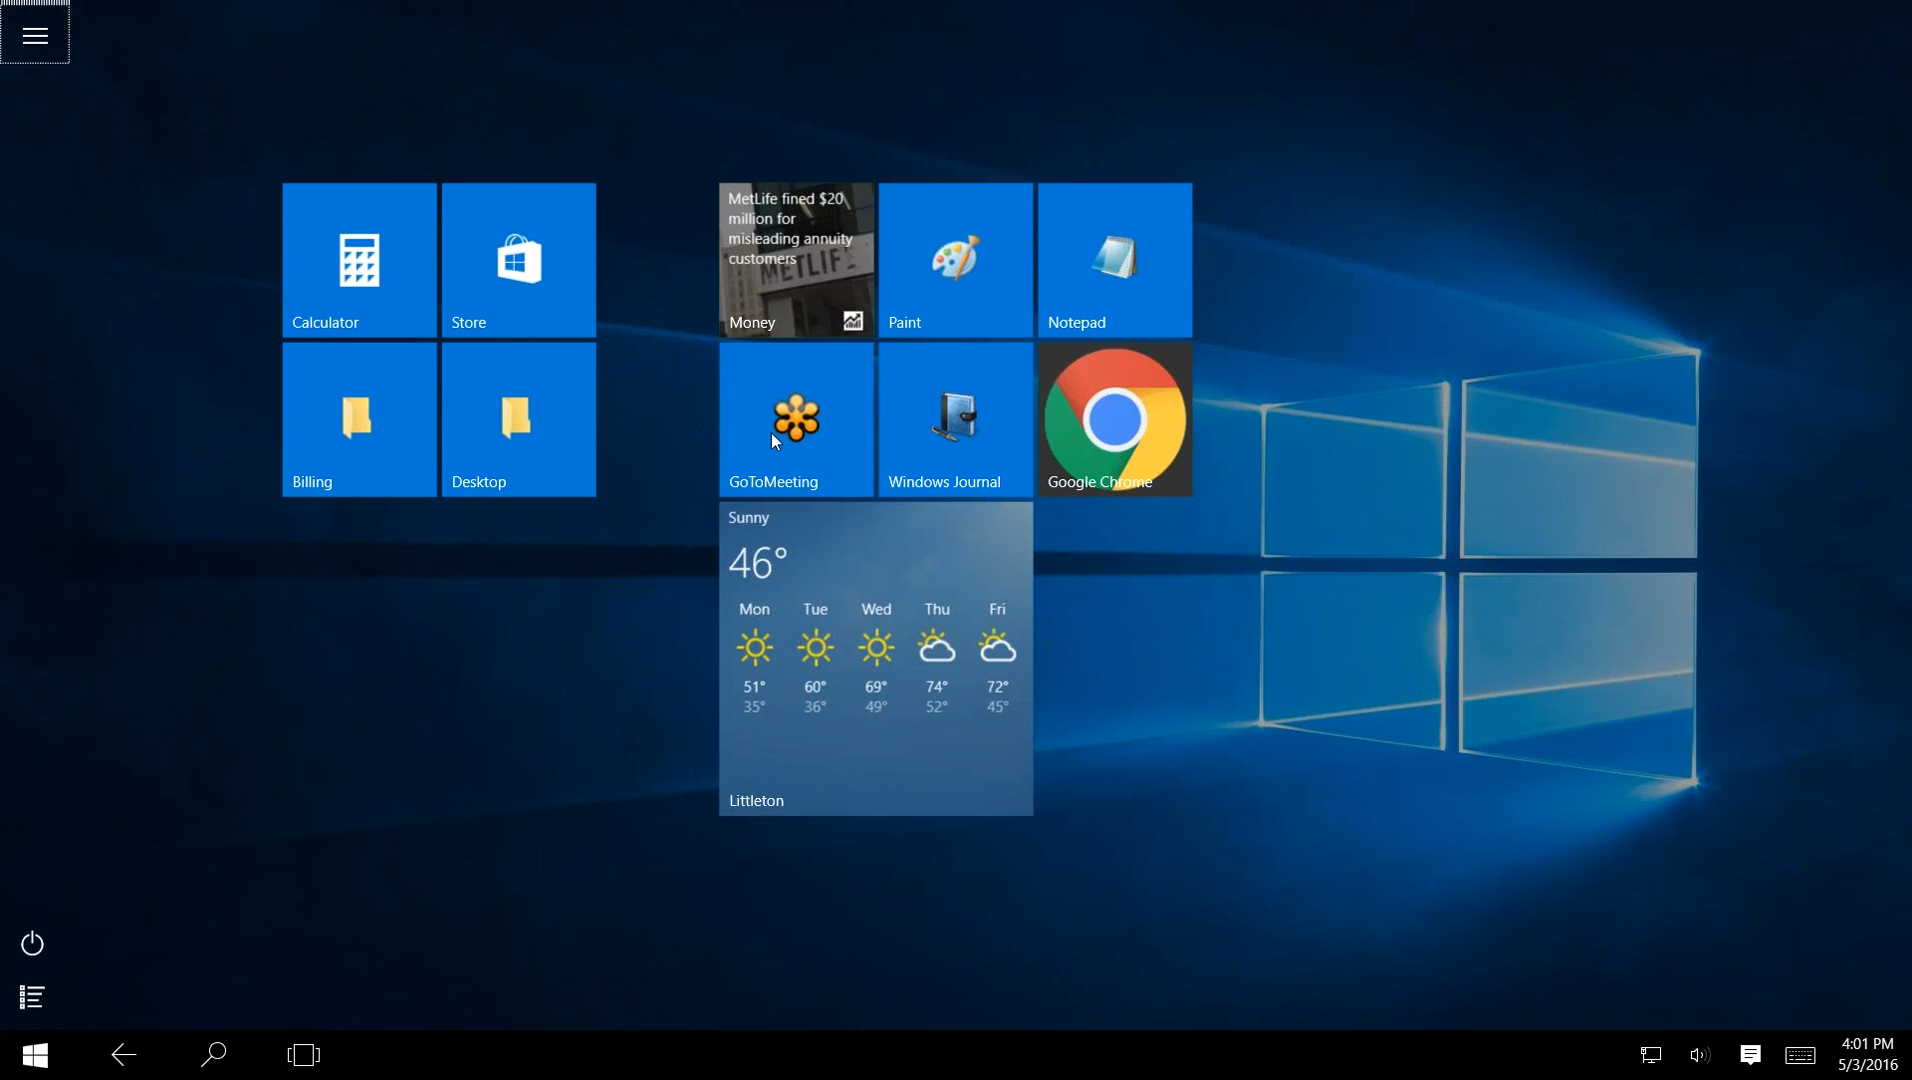 Calculator
Store
Billing
Desktop
MetLife fined $20
million for
misleading annuity
customers
METLIFE
Money
Paint
Notepad
GoToMeeting
Windows Journal
Google Chrome
Sunny
46°
Mon Tue Wed Thu Fri
51° 60° 69° 74° 72°
35° 36° 49° 52° 45°
Littleton
4:01 PM
5/3/2016